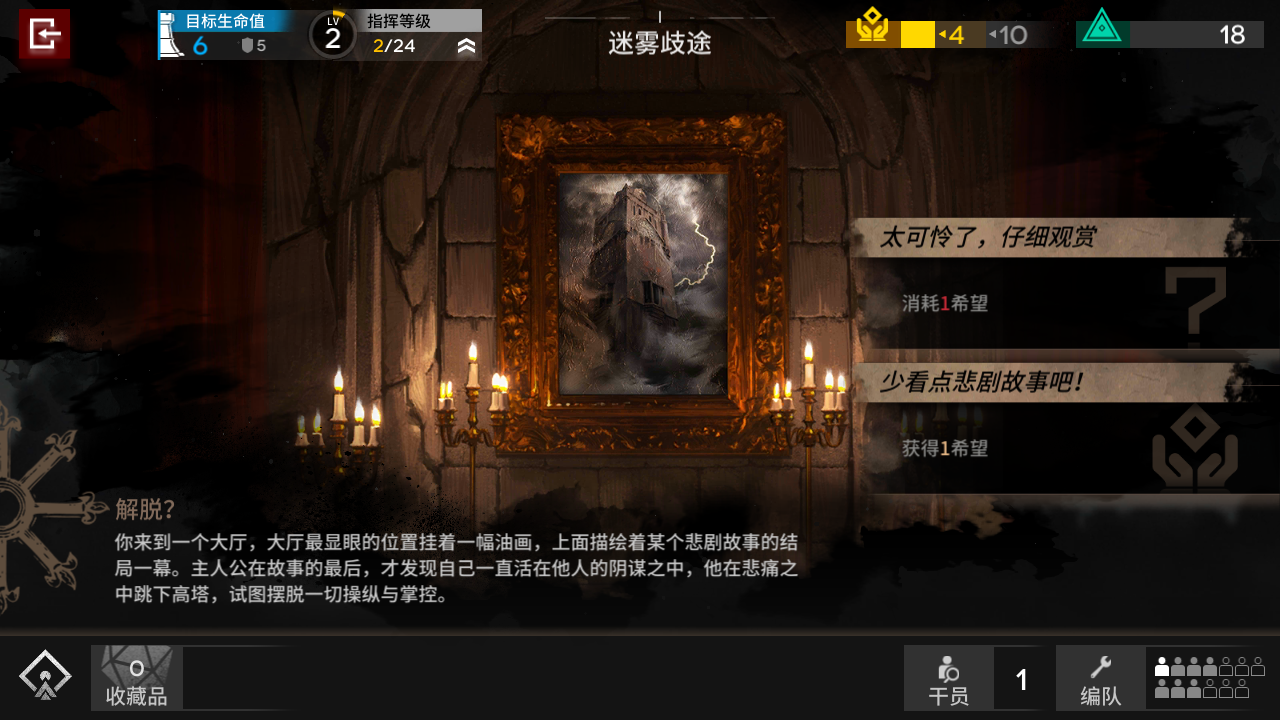 目标生命值
6
5
LV
2
指挥等级
2/24
迷雾歧途
4
10
18
太可怜了，仔细观赏
消耗1希望
少看点悲剧故事吧！
获得1希望
解脱？
你来到一个大厅，大厅最显眼的位置挂着一幅油画，上面描绘着某个悲剧故事的结
局一幕。主人公在故事的最后，才发现自己一直活在他人的阴谋之中，他在悲痛之
中跳下高塔，试图摆脱一切操纵与掌控。
0
收藏品
干员
1
编队